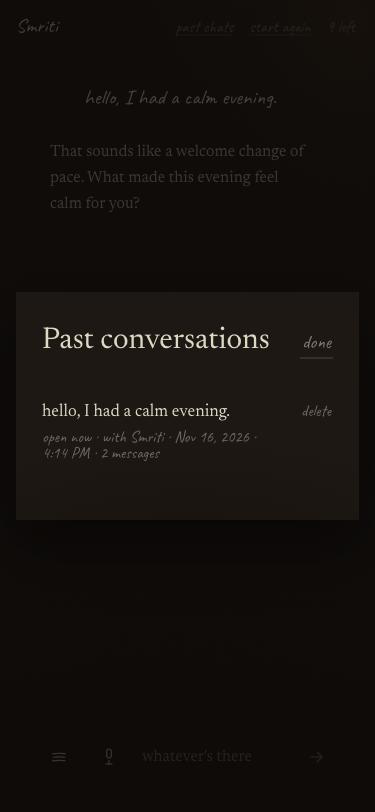 Smriti
past chats
start again
9 left
hello, I had a calm evening.
That sounds like a welcome change of
pace. What made this evening feel
calm for you?
Past conversations
done
hello, I had a calm evening.
delete
open now · with Smriti · Nov 16, 2026 ·
4:14 PM · 2 messages
whatever's there